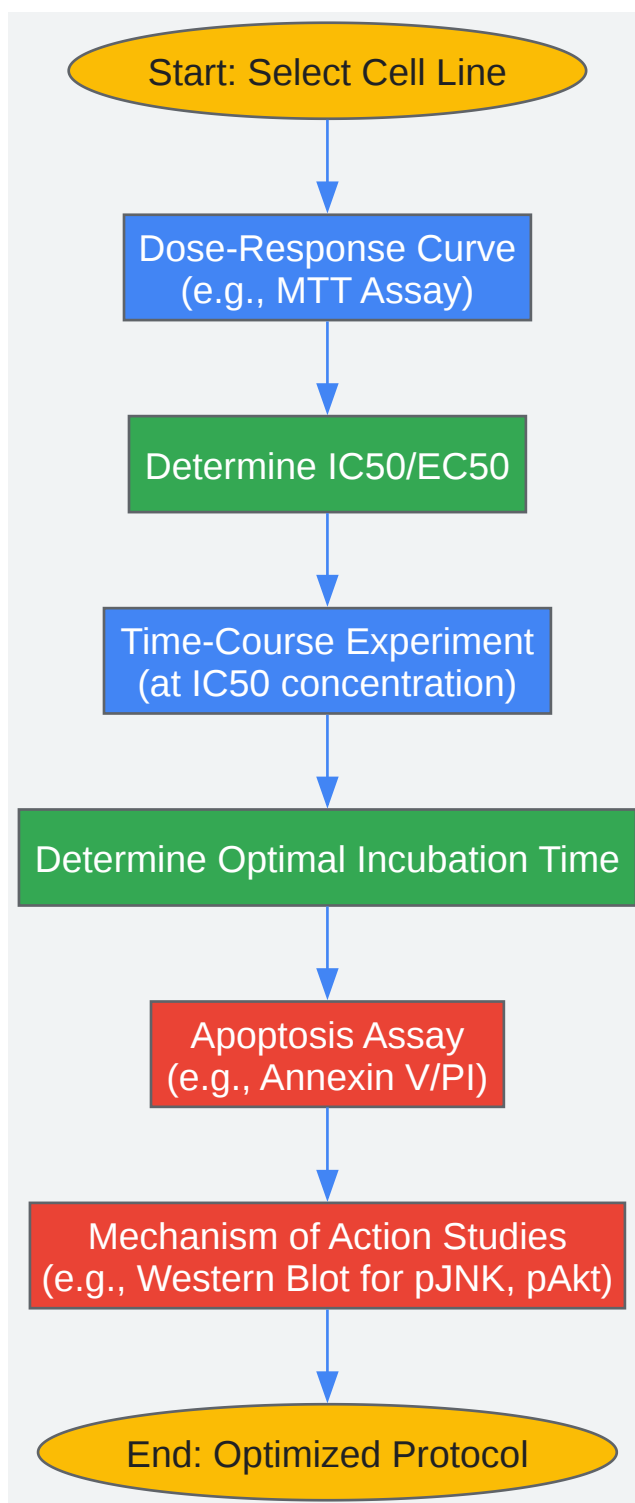 Start: Select Cell Line
Dose-Response Curve
(e.g., MTT Assay)
Determine IC50/EC50
Time-Course Experiment
(at IC50 concentration)
Determine Optimal Incubation Time
Apoptosis Assay
(e.g., Annexin V/PI)
Mechanism of Action Studies
(e.g., Western Blot for pJNK, pAkt)
End: Optimized Protocol